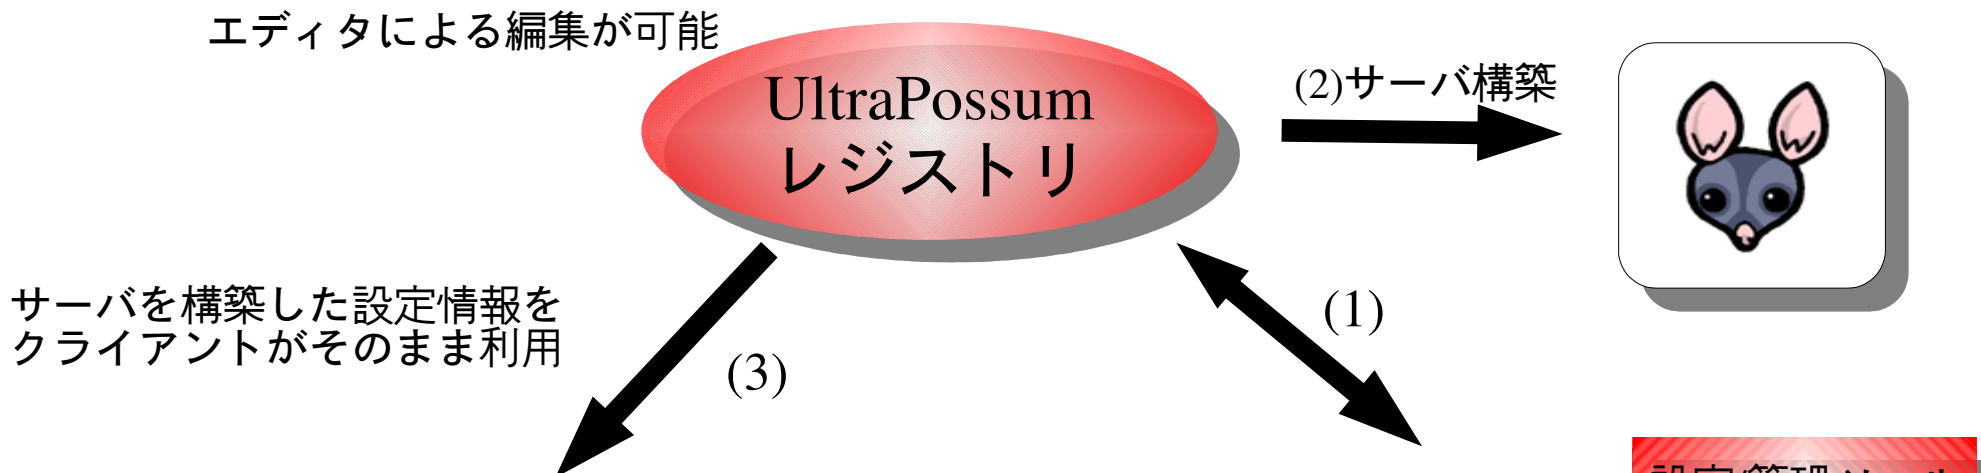 エディタによる編集が可能
UltraPossum
レジストリ
(2)サーバ構築
サーバを構築した設定情報を
クライアントがそのまま利用
(3)
(1)